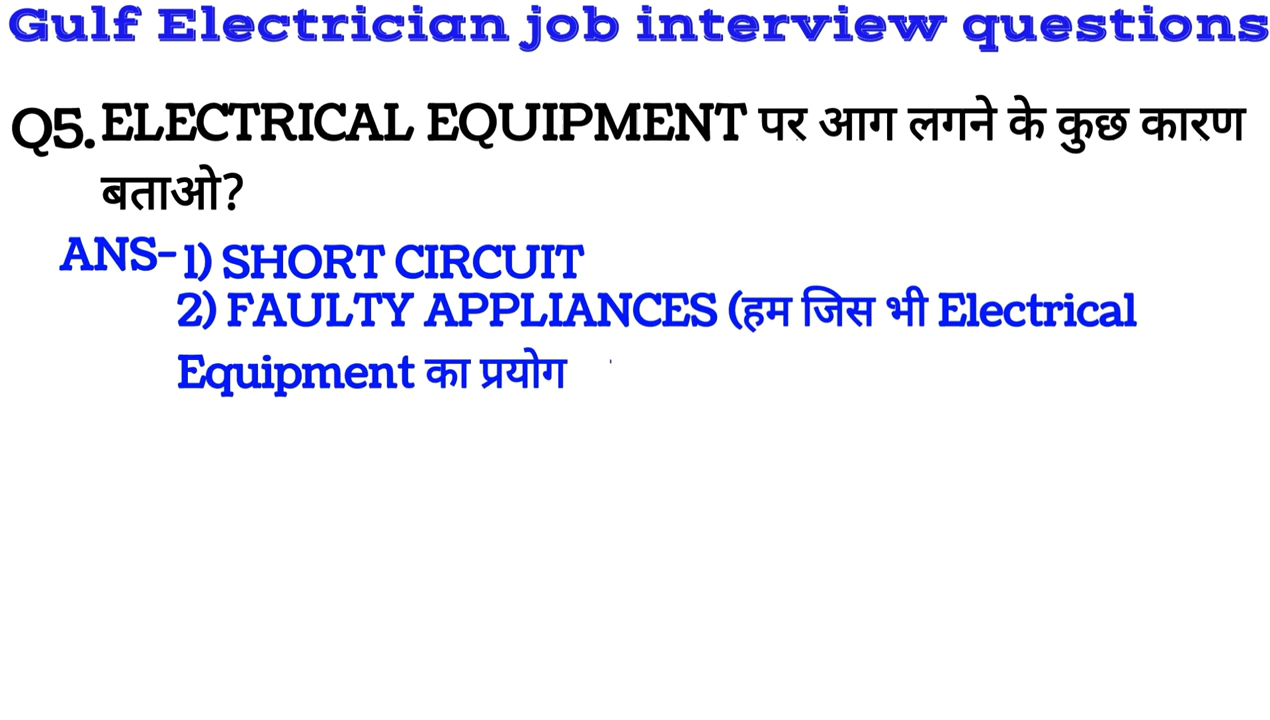 Gulf Electrician job interview questions
Q5. ELECTRICAL EQUIPMENT पर आग लगने के कुछ कारण
बताओ?
ANS- 1) SHORT CIRCUIT
2) FAULTY APPLIANCES (हम जिस भी Electrical
Equipment का प्रयोग